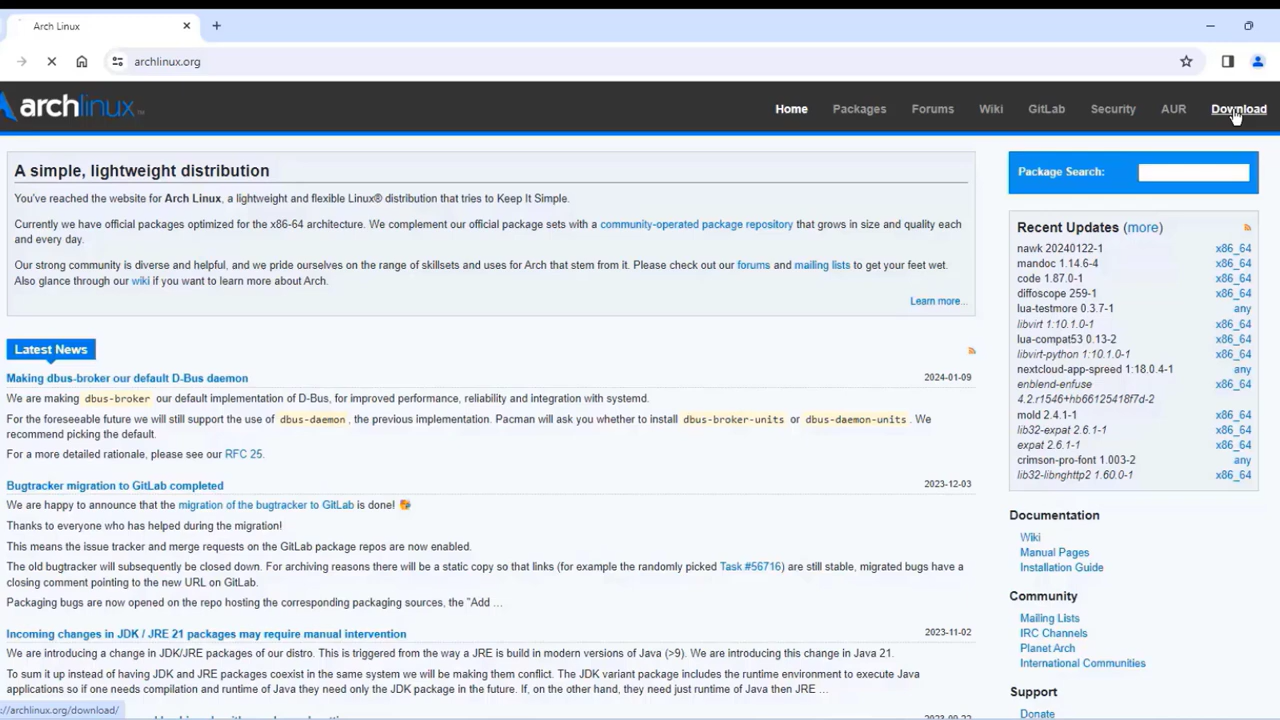 Arch Linux
archlinux.org
archlinux
Home Packages Forums Wiki GitLab Security AUR Download
A simple, lightweight distribution
You've reached the website for Arch Linux, a lightweight and flexible Linux® distribution that tries to Keep It Simple.
Currently we have official packages optimized for the x86-64 architecture. We complement our official package sets with a community-operated package repository that grows in size and quality each
and every day.
Our strong community is diverse and helpful, and we pride ourselves on the range of skillsets and uses for Arch that stem from it. Please check out our forums and mailing lists to get your feet wet.
Also glance through our wiki if you want to learn more about Arch.
Learn more...
Latest News
Making dbus-broker our default D-Bus daemon 2024-01-09
We are making dbus-broker our default implementation of D-Bus, for improved performance, reliability and integration with systemd.
For the foreseeable future we will still support the use of dbus-daemon, the previous implementation. Pacman will ask you whether to install dbus-broker-units or dbus-daemon-units. We
recommend picking the default.
For a more detailed rationale, please see our RFC 25.
Bugtracker migration to GitLab completed 2023-12-03
We are happy to announce that the migration of the bugtracker to GitLab is done!
Thanks to everyone who has helped during the migration!
This means the issue tracker and merge requests on the GitLab package repos are now enabled.
The old bugtracker will subsequently be closed down. For archiving reasons there will be a static copy so that links (for example the randomly picked Task #56716) are still stable, migrated bugs have a
closing comment pointing to the new URL on GitLab.
Packaging bugs are now opened on the repo hosting the corresponding packaging sources, the "Add ...
Incoming changes in JDK / JRE 21 packages may require manual intervention 2023-11-02
We are introducing a change in JDK/JRE packages of our distro. This is triggered from the way a JRE is build in modern versions of Java (>9). We are introducing this change in Java 21.
To sum it up instead of having JDK and JRE packages coexist in the same system we will be making them conflict. The JDK variant package includes the runtime environment to execute Java
applications so if one needs compilation and runtime of Java they need only the JDK package in the future. If, on the other hand, they need just runtime of Java then JRE ...
://archlinux.org/download/
Package Search:
Recent Updates (more)
nawk 20240122-1 x86_64
mandoc 1.14.6-4 x86_64
code 1.87.0-1 x86_64
diffoscope 259-1 x86_64
lua-testmore 0.3.7-1 any
libvirt 1:10.1.0-1 x86_64
lua-compat53 0.13-2 x86_64
libvirt-python 1:10.1.0-1 x86_64
nextcloud-app-spreed 1:18.0.4-1 any
enblend-enfuse x86_64
4.2.r1546+hb66125418f7d-2
mold 2.4.1-1 x86_64
lib32-expat 2.6.1-1 x86_64
expat 2.6.1-1 x86_64
crimson-pro-font 1.003-2 any
lib32-libnghttp2 1.60.0-1 x86_64
Documentation
Wiki
Manual Pages
Installation Guide
Community
Mailing Lists
IRC Channels
Planet Arch
International Communities
Support
Donate